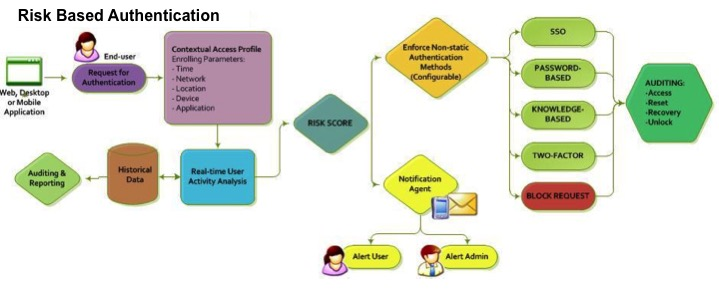 Risk Based Authentication
End-user
Request for
Authentication
Web, Desktop
or Mobile
Application
Contextual Access Profile
Enrolling Parameters:
- Time
- Network
- Location
- Device
- Application
Auditing &
Reporting
Historical
Data
Real-time User
Activity Analysis
RISK SCORE
Enforce Non-static
Authentication
Methods
(Configurable)
Notification
Agent
Alert User
Alert Admin
SSO
PASSWORD-
BASED
KNOWLEDGE-
BASED
TWO-FACTOR
BLOCK REQUEST
AUDITING:
-Access
-Reset
-Recovery
-Unlock